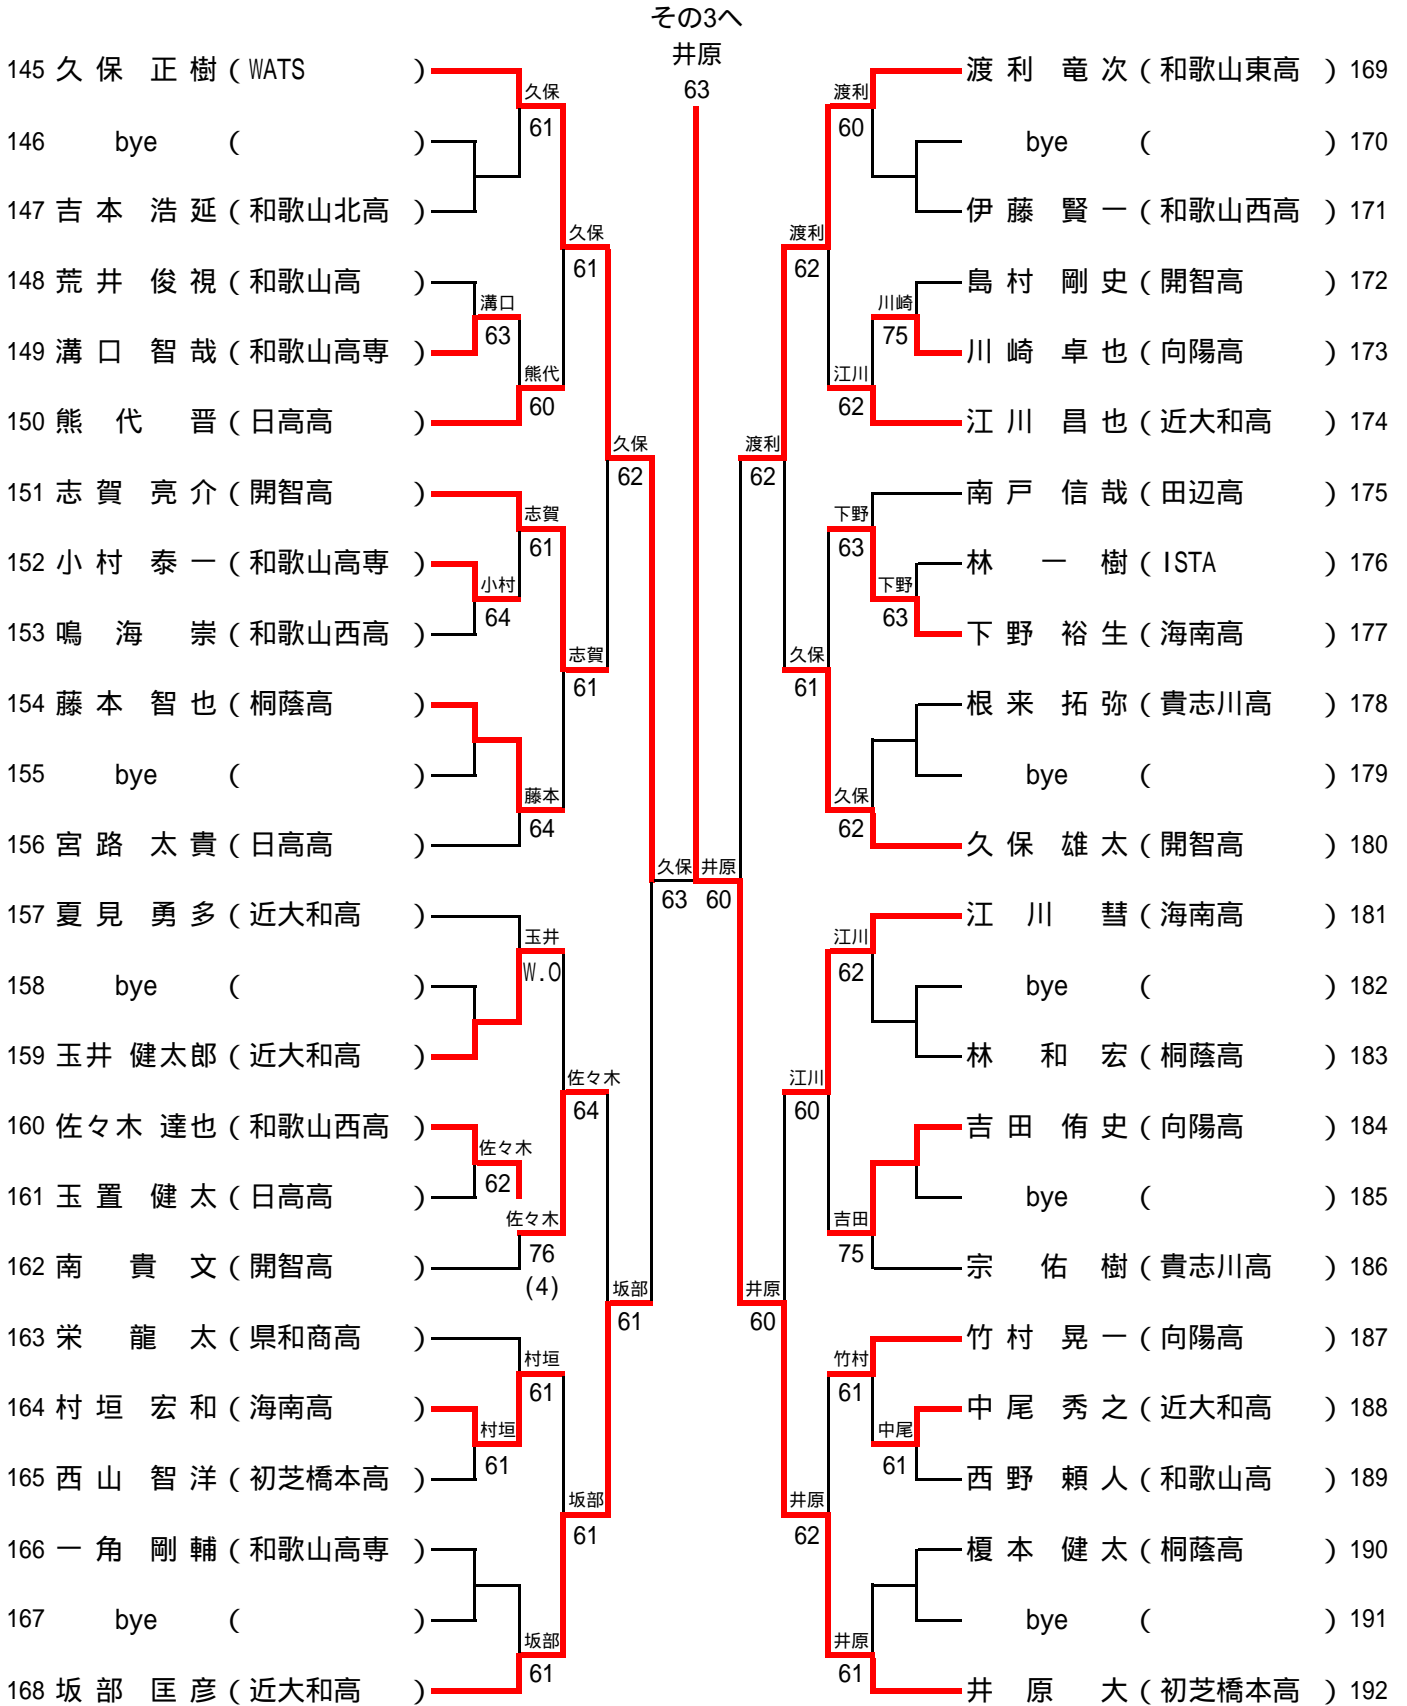 その3へ
井原
63
145 久保 正樹 ( WATS )
久保
61
146 bye ( )
147 吉本 浩延 ( 和歌山北高 )
久保
61
148 荒井 俊視 ( 和歌山高 )
溝口
63
149 溝口 智哉 ( 和歌山高専 )
熊代
60
150 熊代 晋 ( 日高高 )
久保
62
151 志賀 亮介 ( 開智高 )
志賀
61
152 小村 泰一 ( 和歌山高専 )
小村
64
153 鳴海 崇 ( 和歌山西高 )
志賀
61
154 藤本 智也 ( 桐蔭高 )
155 bye ( )
藤本
64
156 宮路 太貴 ( 日高高 )
久保
63
157 夏見 勇多 ( 近大和高 )
玉井
W.O
158 bye ( )
159 玉井 健太郎 ( 近大和高 )
佐々木
64
160 佐々木 達也 ( 和歌山西高 )
佐々木
62
161 玉置 健太 ( 日高高 )
佐々木
76
(4)
162 南 貴文 ( 開智高 )
坂部
61
163 栄 龍太 ( 県和商高 )
村垣
61
164 村垣 宏和 ( 海南高 )
村垣
61
165 西山 智洋 ( 初芝橋本高 )
坂部
61
166 一角 剛輔 ( 和歌山高専 )
167 bye ( )
坂部
61
168 坂部 匡彦 ( 近大和高 )
渡利 竜次 ( 和歌山東高 ) 169
渡利
60
bye ( ) 170
伊藤 賢一 ( 和歌山西高 ) 171
渡利
62
島村 剛史 ( 開智高 ) 172
川崎
75
川崎 卓也 ( 向陽高 ) 173
江川
62
江川 昌也 ( 近大和高 ) 174
渡利
62
南戸 信哉 ( 田辺高 ) 175
下野
63
林 一樹 ( ISTA ) 176
下野
63
下野 裕生 ( 海南高 ) 177
久保
61
根来 拓弥 ( 貴志川高 ) 178
bye ( ) 179
久保
62
久保 雄太 ( 開智高 ) 180
井原
60
江川 彗 ( 海南高 ) 181
江川
62
bye ( ) 182
林 和宏 ( 桐蔭高 ) 183
江川
60
吉田 侑史 ( 向陽高 ) 184
bye ( ) 185
吉田
75
宗 佑樹 ( 貴志川高 ) 186
井原
60
竹村 晃一 ( 向陽高 ) 187
竹村
61
中尾 秀之 ( 近大和高 ) 188
中尾
61
西野 頼人 ( 和歌山高 ) 189
井原
62
榎本 健太 ( 桐蔭高 ) 190
bye ( ) 191
井原
61
井原 大 ( 初芝橋本高 ) 192